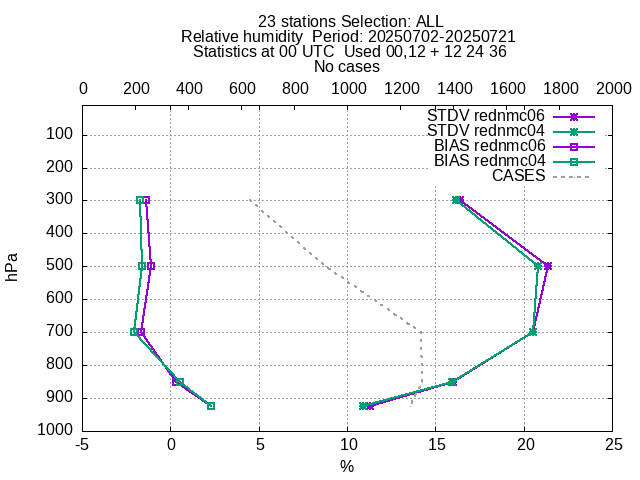 23 stations Selection: ALL
Relative humidity  Period: 20250702-20250721
Statistics at 00 UTC  Used 00,12 + 12 24 36
No cases
0 200 400 600 800 1000 1200 1400 1600 1800 2000
STDV rednmc06
STDV rednmc04
BIAS rednmc06
BIAS rednmc04
CASES
100
200
300
400
500
600
700
800
900
1000
hPa
-5 0 5 10 15 20 25
%